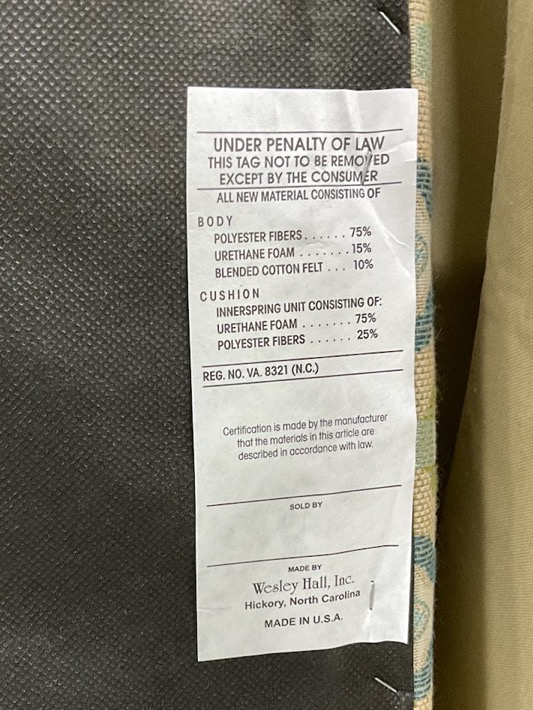 UNDER PENALTY OF LAW
THIS TAG NOT TO BE REMOVED
EXCEPT BY THE CONSUMER
ALL NEW MATERIAL CONSISTING OF
BODY
POLYESTER FIBERS . . . . . . 75%
URETHANE FOAM . . . . . . . 15%
BLENDED COTTON FELT . . . 10%
CUSHION
INNERSPRING UNIT CONSISTING OF:
URETHANE FOAM . . . . . . . 75%
POLYESTER FIBERS . . . . . . 25%
REG. NO. VA. 8321 (N.C.)
Certification is made by the manufacturer
that the materials in this article are
described in accordance with law.
SOLD BY
MADE BY
Wesley Hall, Inc.
Hickory, North Carolina
MADE IN U.S.A.